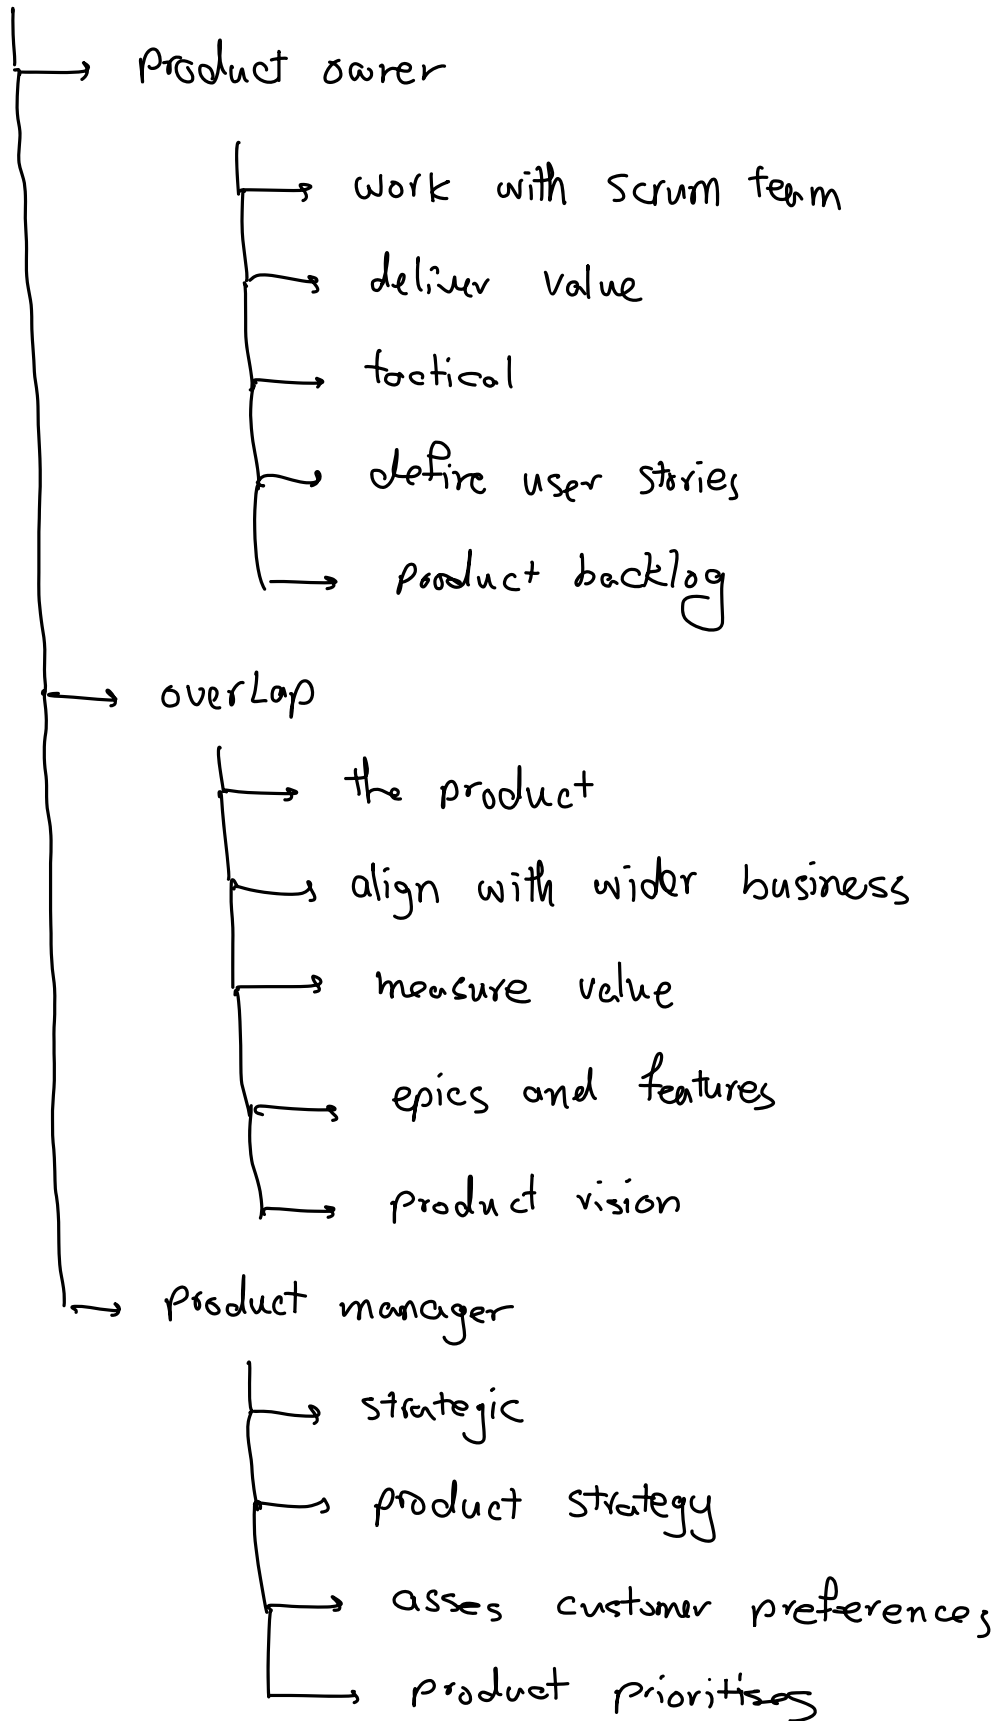 product owner
work with scrum team
deliver value
tactical
define user stories
product backlog
overlap
the product
align with wider business
measure value
epics and features
product vision
product manager
strategic
product strategy
asses customer preferences
product prioritises